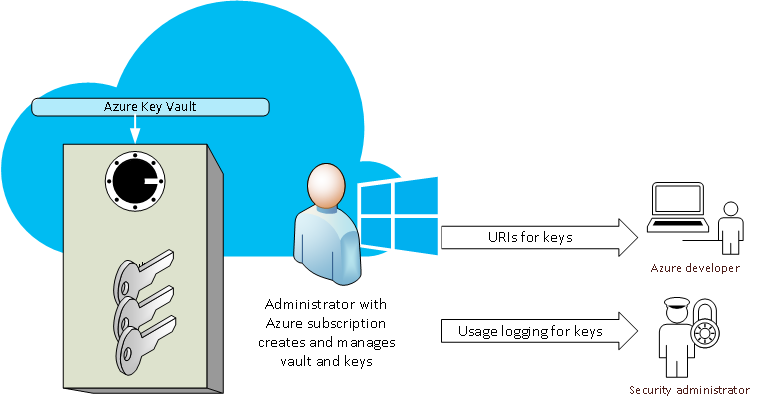 Azure Key Vault
URIs for keys
Azure developer
Administrator with
Azure subscription
creates and manages
vault and keys
Usage logging for keys
Security administrator